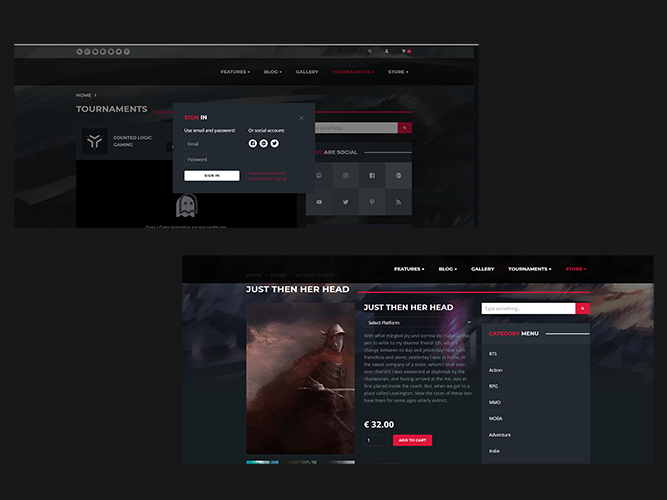 FEATURES BLOG GALLERY TOURNAMENTS STORE
HOME
TOURNAMENTS
COUNTED LOGIC
GAMING
SIGN IN
Use email and password:
Or social account:
Email
Password
SIGN IN
type something...
ARE SOCIAL
FEATURES BLOG GALLERY TOURNAMENTS STORE
HOME
JUST THEN HER HEAD
JUST THEN HER HEAD
Select Platform
With what mingled joy and sorrow do I take up the
pen to write to my dearest friend! Oh, what a
change between to-day and yesterday! Now I am
friendless and alone; yesterday I was at home, in
the sweet company of a sister, whom I shall ever,
ever cherish! I was awakened at daybreak by the
charwoman, and having arrived at the inn, was at
first placed inside the coach. But, when we got to a
place called Leakington. Now the races of these two
have been for some ages utterly extinct.
€ 32.00
1
ADD TO CART
Type something...
CATEGORY MENU
RTS
Action
RPG
MMO
MOBA
Adventure
Indie